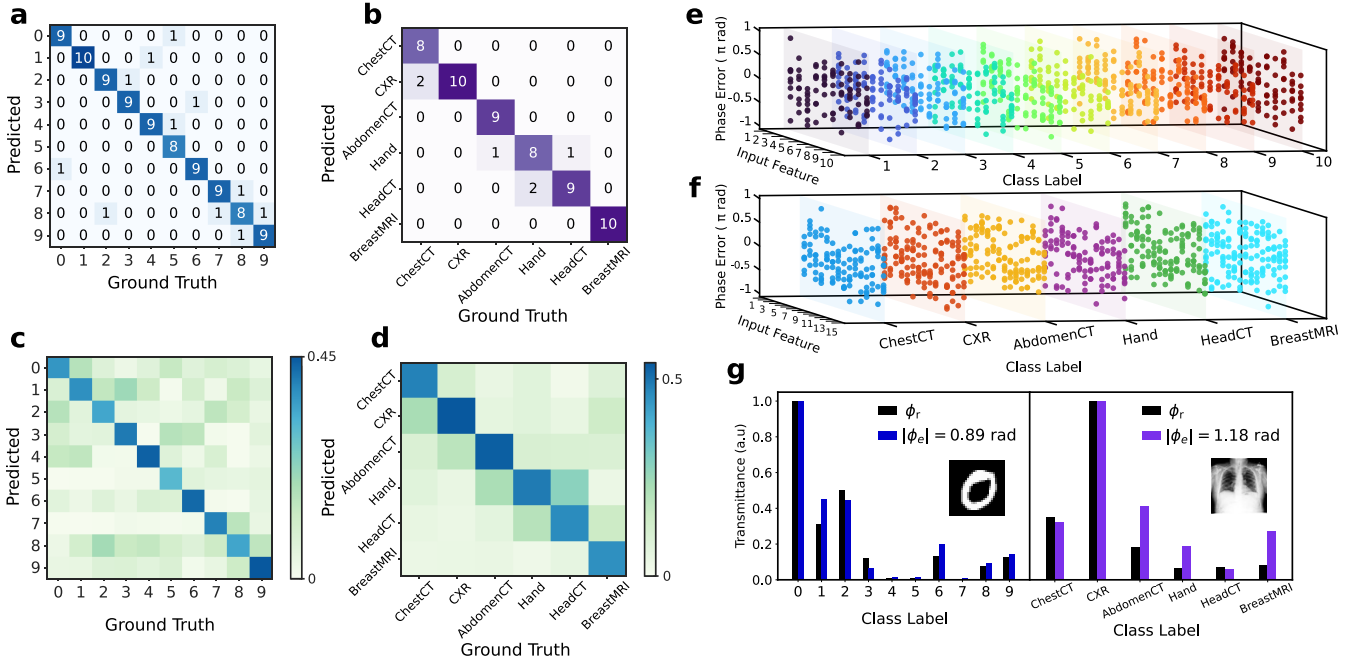 a
0 9 0 0 0 0 1 0 0 0 0
1 0 10 0 0 1 0 0 0 0 0
2 0 0 9 1 0 0 0 0 0 0
3 0 0 0 9 0 0 1 0 0 0
4 0 0 0 0 9 1 0 0 0 0
5 0 0 0 0 0 8 0 0 0 0
6 1 0 0 0 0 0 9 0 0 0
7 0 0 0 0 0 0 0 9 1 0
8 0 0 1 0 0 0 0 1 8 1
9 0 0 0 0 0 0 0 0 1 9
0 1 2 3 4 5 6 7 8 9
Predicted
Ground Truth
b
ChestCT 8 0 0 0 0 0
CXR 2 10 0 0 0 0
AbdomenCT 0 0 9 0 0 0
Hand 0 0 1 8 1 0
HeadCT 0 0 0 2 9 0
BreastMRI 0 0 0 0 0 10
ChestCT CXR AbdomenCT Hand HeadCT BreastMRI
Predicted
Ground Truth
c
0
1
2
3
4
5
6
7
8
9
0 1 2 3 4 5 6 7 8 9
Predicted
Ground Truth
0.45
0
d
ChestCT
CXR
AbdomenCT
Hand
HeadCT
BreastMRI
ChestCT CXR AbdomenCT Hand HeadCT BreastMRI
Predicted
Ground Truth
0.5
0
e
Phase Error ( π rad)
1
0.5
0
−0.5
-1
1 2 3 4 5 6 7 8 9 10
Input Feature
1 2 3 4 5 6 7 8 9 10
Class Label
f
Phase Error ( π rad)
1
0.5
0
-0.5
-1
1 3 5 7 9 11 13 15
Input Feature
ChestCT CXR AbdomenCT Hand HeadCT BreastMRI
Class Label
g
Transmittance (a.u)
1.0
0.8
0.6
0.4
0.2
0.0
ϕr
|ϕe| = 0.89 rad
0 1 2 3 4 5 6 7 8 9
Class Label
ϕr
|ϕe| = 1.18 rad
ChestCT CXR AbdomenCT Hand HeadCT BreastMRI
Class Label